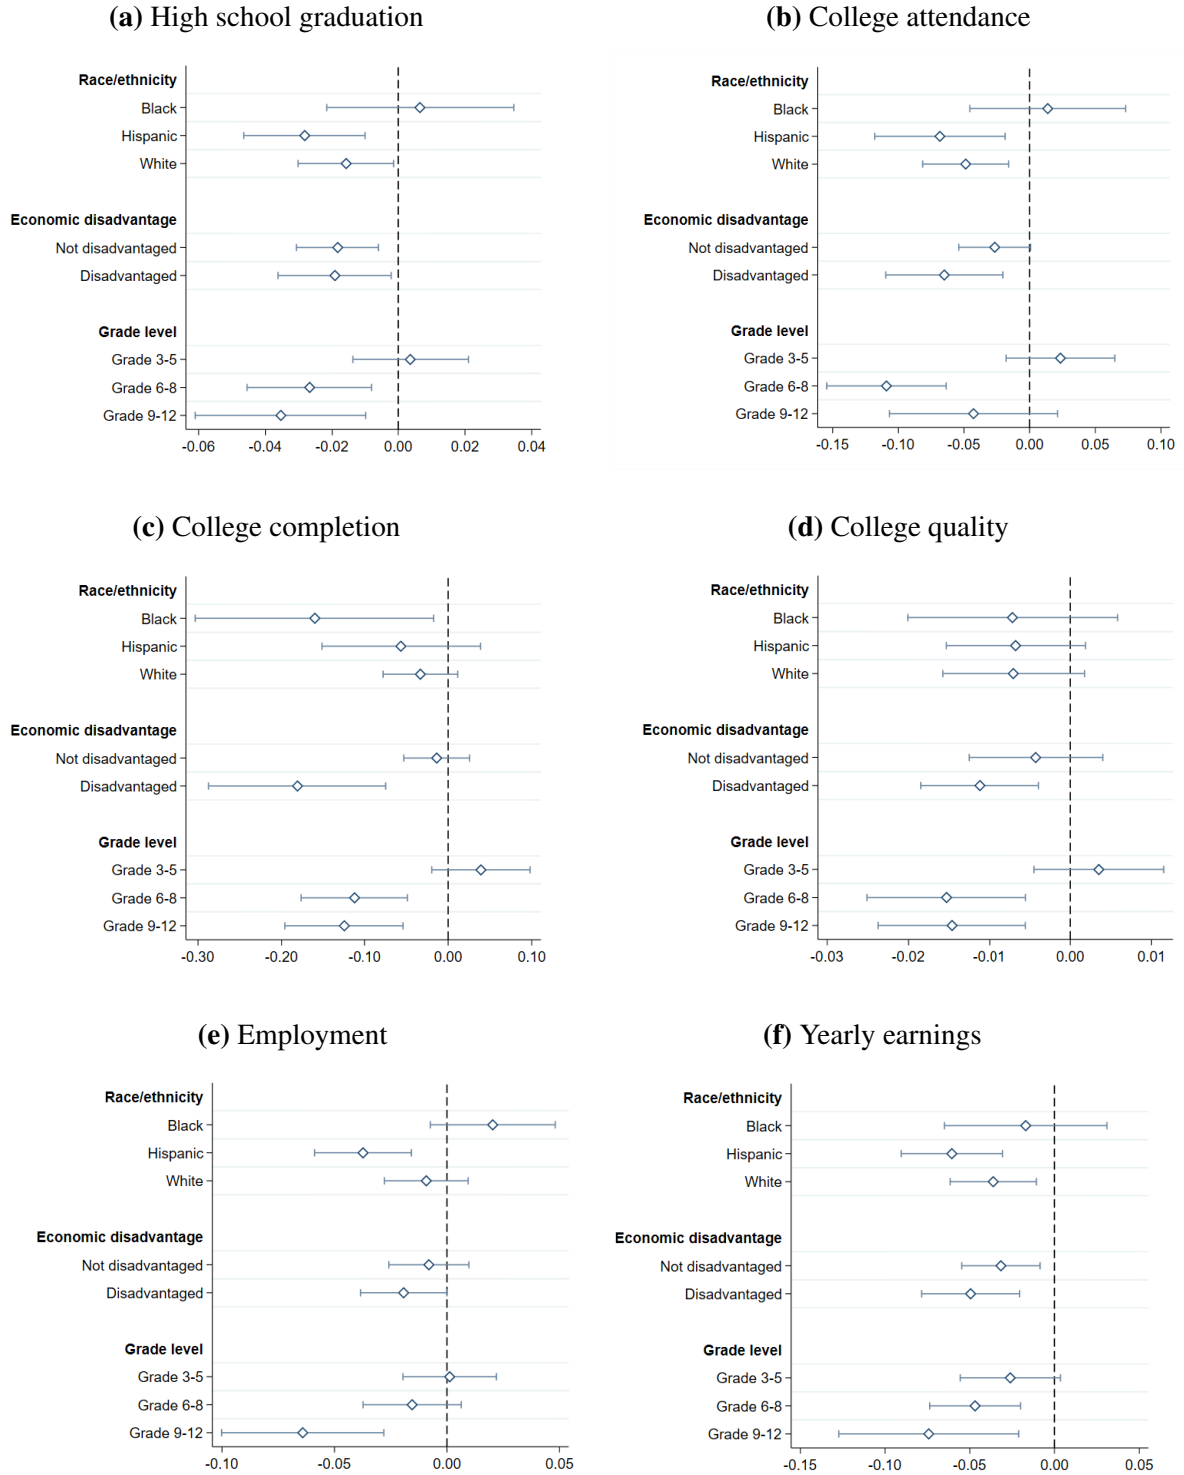 (a) High school graduation
Race/ethnicity
Black
Hispanic
White
Economic disadvantage
Not disadvantaged
Disadvantaged
Grade level
Grade 3-5
Grade 6-8
Grade 9-12
-0.06 -0.04 -0.02 0.00 0.02 0.04
(b) College attendance
Race/ethnicity
Black
Hispanic
White
Economic disadvantage
Not disadvantaged
Disadvantaged
Grade level
Grade 3-5
Grade 6-8
Grade 9-12
-0.15 -0.10 -0.05 0.00 0.05 0.10
(c) College completion
Race/ethnicity
Black
Hispanic
White
Economic disadvantage
Not disadvantaged
Disadvantaged
Grade level
Grade 3-5
Grade 6-8
Grade 9-12
-0.30 -0.20 -0.10 0.00 0.10
(d) College quality
Race/ethnicity
Black
Hispanic
White
Economic disadvantage
Not disadvantaged
Disadvantaged
Grade level
Grade 3-5
Grade 6-8
Grade 9-12
-0.03 -0.02 -0.01 0.00 0.01
(e) Employment
Race/ethnicity
Black
Hispanic
White
Economic disadvantage
Not disadvantaged
Disadvantaged
Grade level
Grade 3-5
Grade 6-8
Grade 9-12
-0.10 -0.05 0.00 0.05
(f) Yearly earnings
Race/ethnicity
Black
Hispanic
White
Economic disadvantage
Not disadvantaged
Disadvantaged
Grade level
Grade 3-5
Grade 6-8
Grade 9-12
-0.15 -0.10 -0.05 0.00 0.05